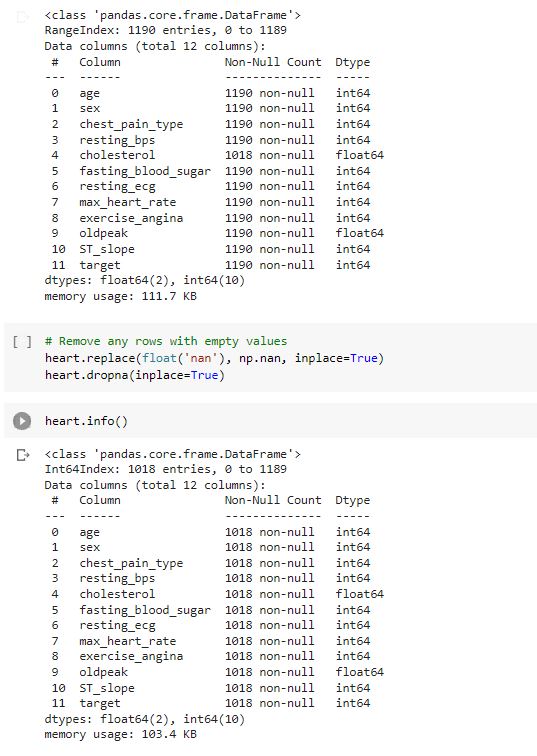 <class 'pandas.core.frame.DataFrame'>
RangeIndex: 1190 entries, 0 to 1189
Data columns (total 12 columns):
 #   Column               Non-Null Count  Dtype
---  ------               --------------  -----
 0   age                  1190 non-null   int64
 1   sex                  1190 non-null   int64
 2   chest_pain_type      1190 non-null   int64
 3   resting_bps          1190 non-null   int64
 4   cholesterol          1018 non-null   float64
 5   fasting_blood_sugar  1190 non-null   int64
 6   resting_ecg          1190 non-null   int64
 7   max_heart_rate       1190 non-null   int64
 8   exercise_angina      1190 non-null   int64
 9   oldpeak              1190 non-null   float64
 10  ST_slope             1190 non-null   int64
 11  target               1190 non-null   int64
dtypes: float64(2), int64(10)
memory usage: 111.7 KB
[ ] # Remove any rows with empty values
heart.replace(float('nan'), np.nan, inplace=True)
heart.dropna(inplace=True)
heart.info()
<class 'pandas.core.frame.DataFrame'>
Int64Index: 1018 entries, 0 to 1189
Data columns (total 12 columns):
 #   Column               Non-Null Count  Dtype
---  ------               --------------  -----
 0   age                  1018 non-null   int64
 1   sex                  1018 non-null   int64
 2   chest_pain_type      1018 non-null   int64
 3   resting_bps          1018 non-null   int64
 4   cholesterol          1018 non-null   float64
 5   fasting_blood_sugar  1018 non-null   int64
 6   resting_ecg          1018 non-null   int64
 7   max_heart_rate       1018 non-null   int64
 8   exercise_angina      1018 non-null   int64
 9   oldpeak              1018 non-null   float64
 10  ST_slope             1018 non-null   int64
 11  target               1018 non-null   int64
dtypes: float64(2), int64(10)
memory usage: 103.4 KB